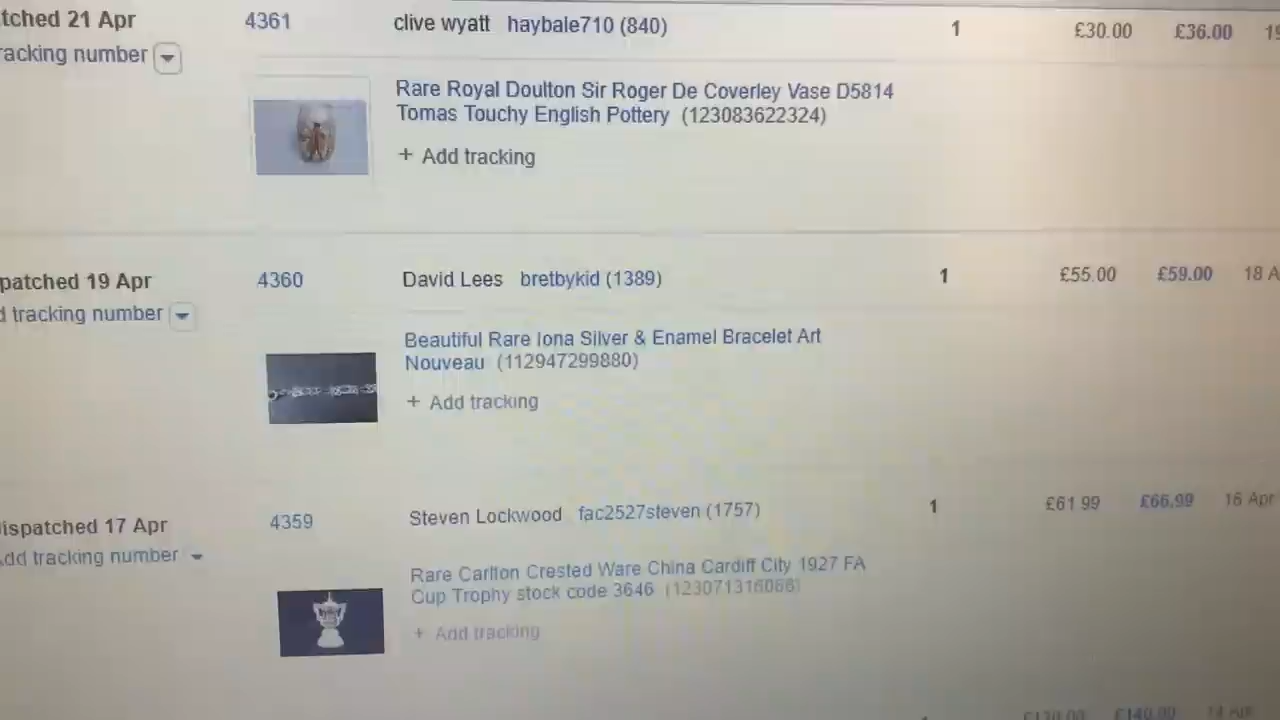 tched 21 Apr 4361 clive wyatt haybale710 (840) 1 £30.00 £36.00 19
racking number
Rare Royal Doulton Sir Roger De Coverley Vase D5814
Tomas Touchy English Pottery (123083622324)
+ Add tracking
patched 19 Apr 4360 David Lees bretbykid (1389) 1 £55.00 £59.00 18 A
d tracking number
Beautiful Rare Iona Silver & Enamel Bracelet Art
Nouveau (112947299880)
+ Add tracking
ispatched 17 Apr 4359 Steven Lockwood fac2527steven (1757) 1 £61.99 £66.99 16 Apr
Add tracking number
Rare Carlton Crested Ware China Cardiff City 1927 FA
Cup Trophy stock code 3646
+ Add tracking